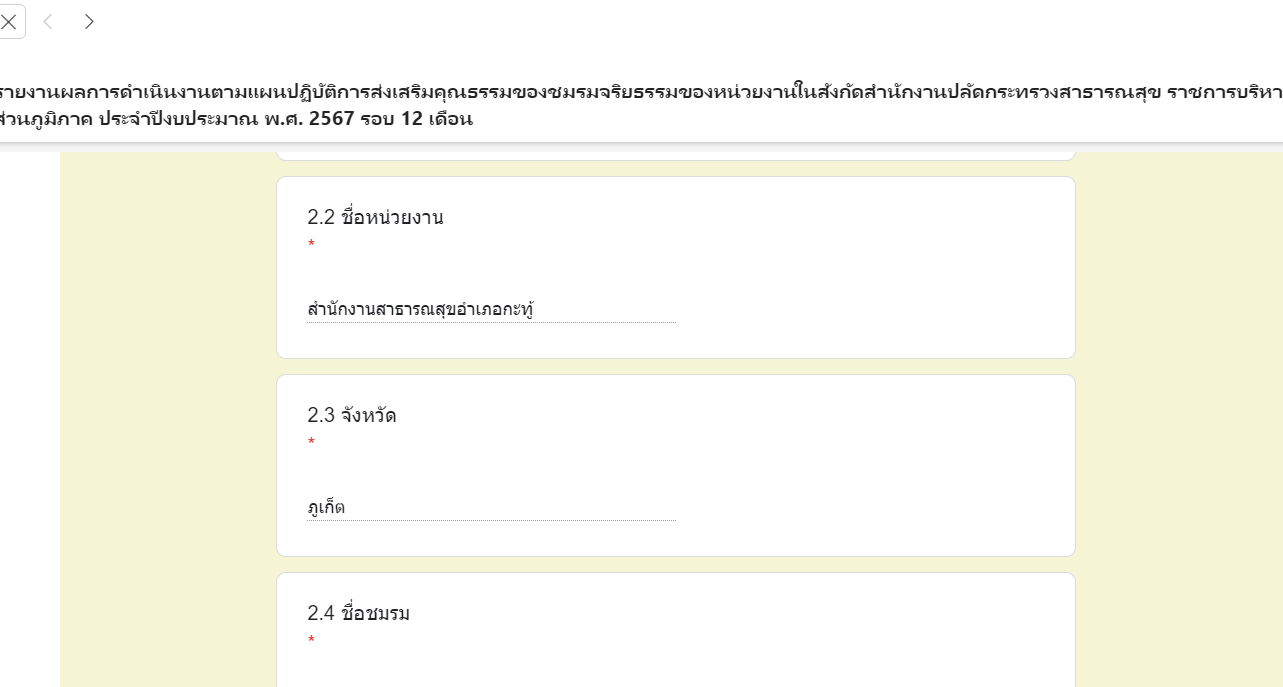 รายงานผลการดำเนินงานตามแผนปฏิบัติการส่งเสริมคุณธรรมของชมรมจริยธรรมของหน่วยงานในสังกัดสำนักงานปลัดกระทรวงสาธารณสุข ราชการบริหา
ส่วนภูมิภาค ประจำปีงบประมาณ พ.ศ. 2567 รอบ 12 เดือน
2.2 ชื่อหน่วยงาน
*
สำนักงานสาธารณสุขอำเภอกะทู้
2.3 จังหวัด
*
ภูเก็ต
2.4 ชื่อชมรม
*